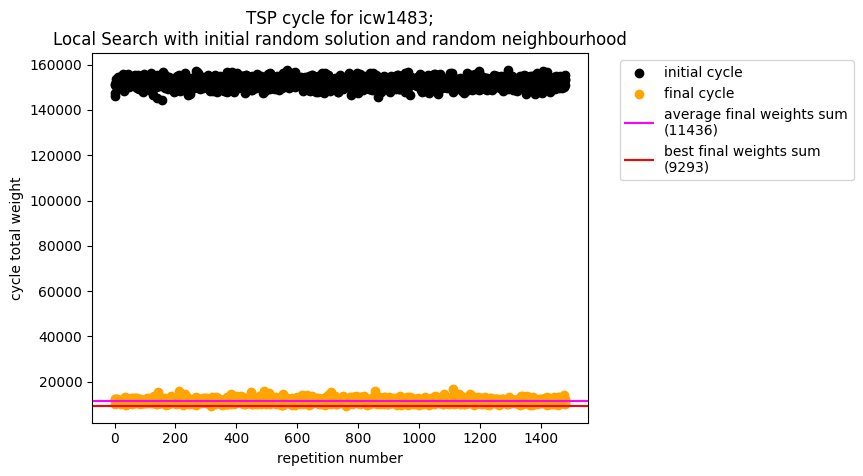 TSP cycle for icw1483;
Local Search with initial random solution and random neighbourhood
160000
140000
120000
100000
80000
60000
40000
20000
cycle total weight
0
200
400
600
800
1000
1200
1400
repetition number
initial cycle
final cycle
average final weights sum
(11436)
best final weights sum
(9293)